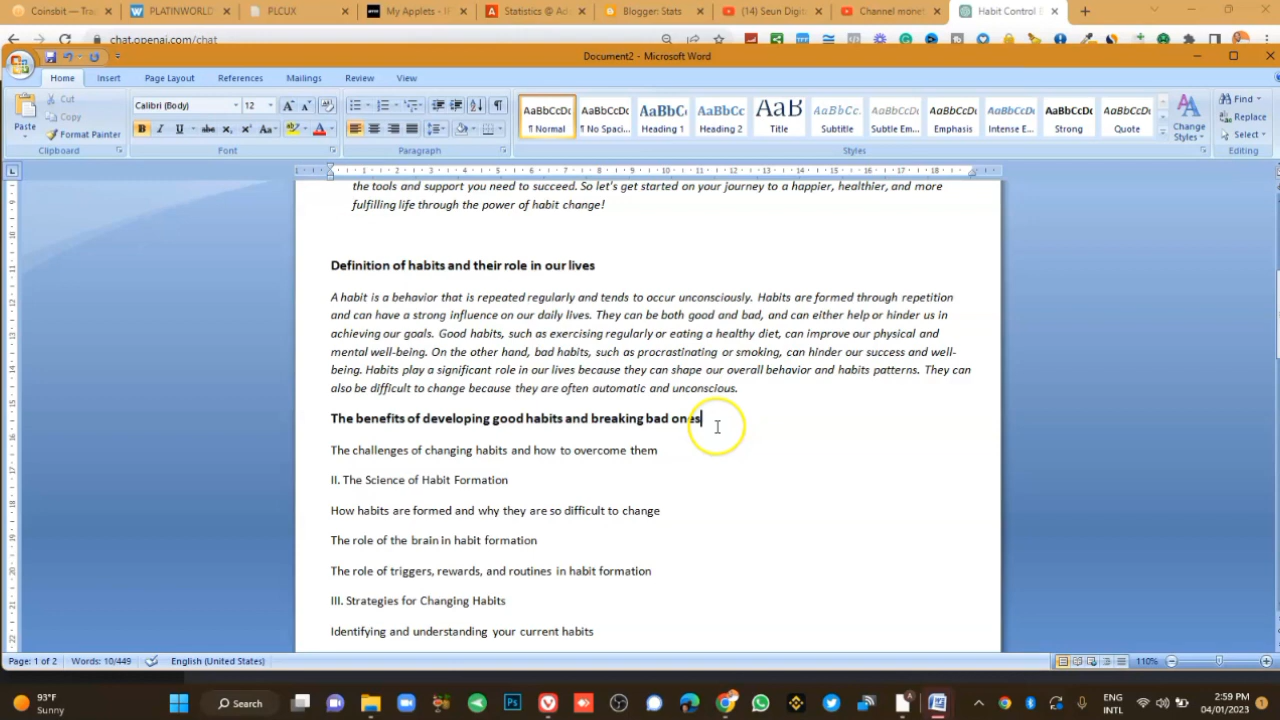 Coinsbit — Tra
PLATINWORLD
PLCUX
My Applets - IF
Statistics @ Ad
Blogger: Stats
(14) Seun Digit
Channel monet
Habit Control E
chat.openai.com/chat
Document2 - Microsoft Word
Home Insert Page Layout References Mailings Review View
Paste
Cut
Copy
Format Painter
Clipboard
Calibri (Body) 12
Font
Paragraph
AaBbCcDc AaBbCcDc AaBbC AaBbCc AaB AaBbCc. AaBbCcDc AaBbCcDc AaBbCcDc AaBbCcDc AaBbCcDc
¶ Normal ¶ No Spaci... Heading 1 Heading 2 Title Subtitle Subtle Em... Emphasis Intense E... Strong Quote
Change Styles
Styles
Find
Replace
Select
Editing
the tools and support you need to succeed. So let's get started on your journey to a happier, healthier, and more
fulfilling life through the power of habit change!
Definition of habits and their role in our lives
A habit is a behavior that is repeated regularly and tends to occur unconsciously. Habits are formed through repetition
and can have a strong influence on our daily lives. They can be both good and bad, and can either help or hinder us in
achieving our goals. Good habits, such as exercising regularly or eating a healthy diet, can improve our physical and
mental well-being. On the other hand, bad habits, such as procrastinating or smoking, can hinder our success and well-
being. Habits play a significant role in our lives because they can shape our overall behavior and habits patterns. They can
also be difficult to change because they are often automatic and unconscious.
The benefits of developing good habits and breaking bad ones
The challenges of changing habits and how to overcome them
II. The Science of Habit Formation
How habits are formed and why they are so difficult to change
The role of the brain in habit formation
The role of triggers, rewards, and routines in habit formation
III. Strategies for Changing Habits
Identifying and understanding your current habits
Page: 1 of 2 Words: 10/449 English (United States) 110%
93°F
Sunny
Search
ENG
INTL
2:59 PM
04/01/2023